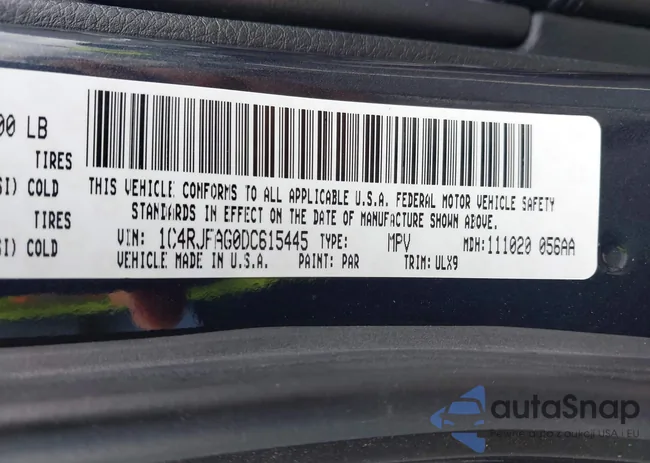 00 LB
TIRES
SI) COLD
TIRES
SI) COLD
THIS VEHICLE CONFORMS TO ALL APPLICABLE U.S.A. FEDERAL MOTOR VEHICLE SAFETY
STANDARDS IN EFFECT ON THE DATE OF MANUFACTURE SHOWN ABOVE.
VIN: 1C4RJFAG0DC615445 TYPE: MPV MDH:111020 056AA
VEHICLE MADE IN U.S.A. PAINT: PAR TRIM: ULX9
autoSnap